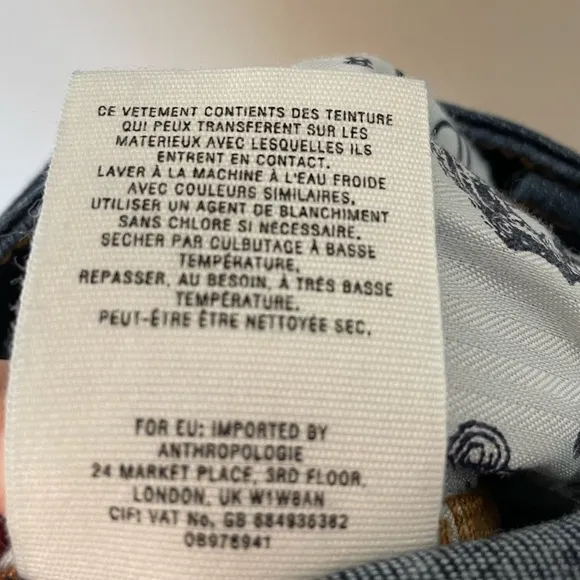 CE VETEMENT CONTIENTS DES TEINTURE
QUI PEUX TRANSFERENT SUR LES
MATERIEUX AVEC LESQUELLES ILS
ENTRENT EN CONTACT.
LAVER À LA MACHINE À L'EAU FROIDE
AVEC COULEURS SIMILAIRES.
UTILISER UN AGENT DE BLANCHIMENT
SANS CHLORE SI NÉCESSAIRE.
SECHER PAR CULBUTAGE À BASSE
TEMPÉRATURE.
REPASSER, AU BESOIN, À TRÉS BASSE
TEMPÉRATURE.
PEUT-ÊTRE ÊTRE NETTOYÉE SEC.
FOR EU: IMPORTED BY
ANTHROPOLOGIE
24 MARKET PLACE, 3RD FLOOR.
LONDON, UK W1W8AN
CIF: VAT No. GB 684936382
OB976941